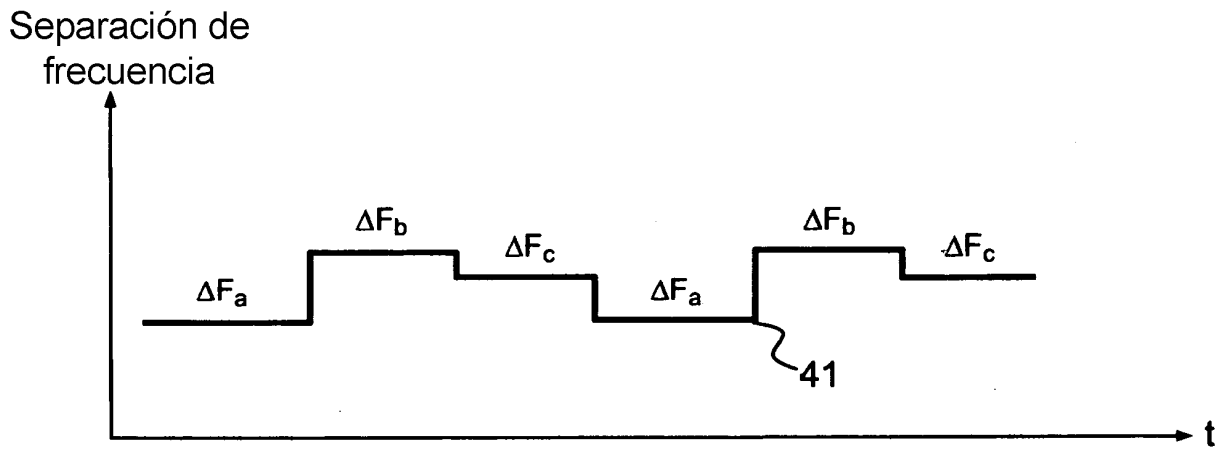 Separación de
frecuencia
ΔFb
ΔFb
ΔFc
ΔFc
ΔFa
ΔFa
41
t